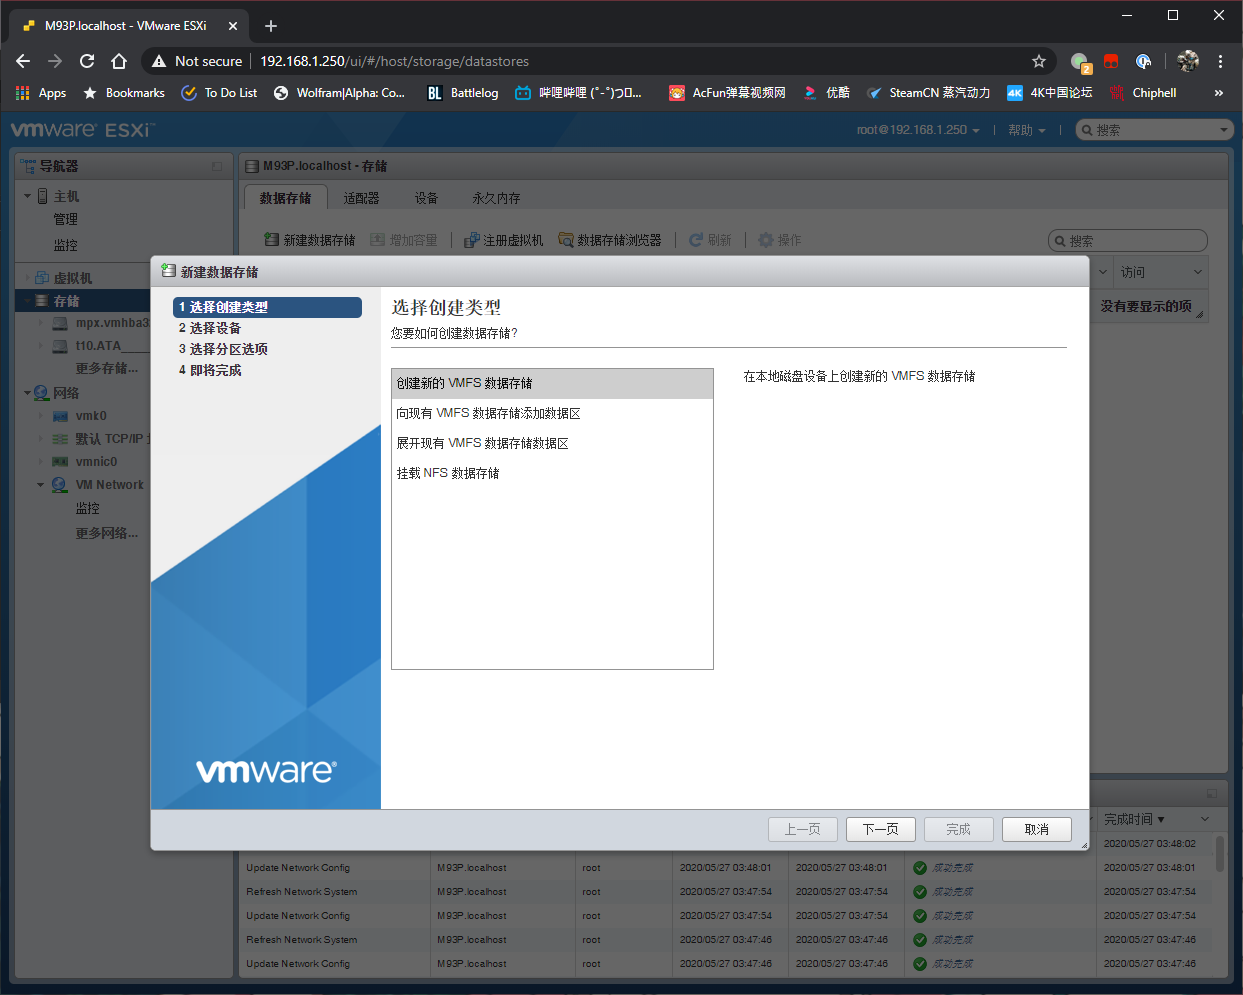 M93P.localhost - VMware ESXi
Not secure
192.168.1.250/ui/#/host/storage/datastores
2
Apps
Bookmarks
To Do List
Wolfram|Alpha: Co...
BL Battlelog
哔哩哔哩
AcFun弹幕视频网
优酷
SteamCN 蒸汽动力
4K 4K中国论坛
Chiphell
»
vmware ESXi™
root@192.168.1.250
帮助
搜索
导航器
主机
管理
监控
虚拟机
存储
mpx.vmhba3
t10.ATA____
更多存储...
网络
vmk0
默认 TCP/IP
vmnic0
VM Network
监控
更多网络...
M93P.localhost - 存储
数据存储 适配器 设备 永久内存
新建数据存储 增加容量 注册虚拟机 数据存储浏览器 刷新 操作
搜索
访问
没有要显示的项
新建数据存储
1 选择创建类型
2 选择设备
3 选择分区选项
4 即将完成
vmware®
选择创建类型
您要如何创建数据存储?
创建新的 VMFS 数据存储
向现有 VMFS 数据存储添加数据区
展开现有 VMFS 数据存储数据区
挂载 NFS 数据存储
在本地磁盘设备上创建新的 VMFS 数据存储
上一页 下一页 完成 取消
完成时间▼
2020/05/27 03:48:02
Update Network Config M93P.localhost root 2020/05/27 03:48:01 2020/05/27 03:48:01 成功完成 2020/05/27 03:48:01
Refresh Network System M93P.localhost root 2020/05/27 03:47:54 2020/05/27 03:47:54 成功完成 2020/05/27 03:47:54
Update Network Config M93P.localhost root 2020/05/27 03:47:54 2020/05/27 03:47:54 成功完成 2020/05/27 03:47:54
Refresh Network System M93P.localhost root 2020/05/27 03:47:46 2020/05/27 03:47:46 成功完成 2020/05/27 03:47:46
Update Network Config M93P.localhost root 2020/05/27 03:47:46 2020/05/27 03:47:46 成功完成 2020/05/27 03:47:46